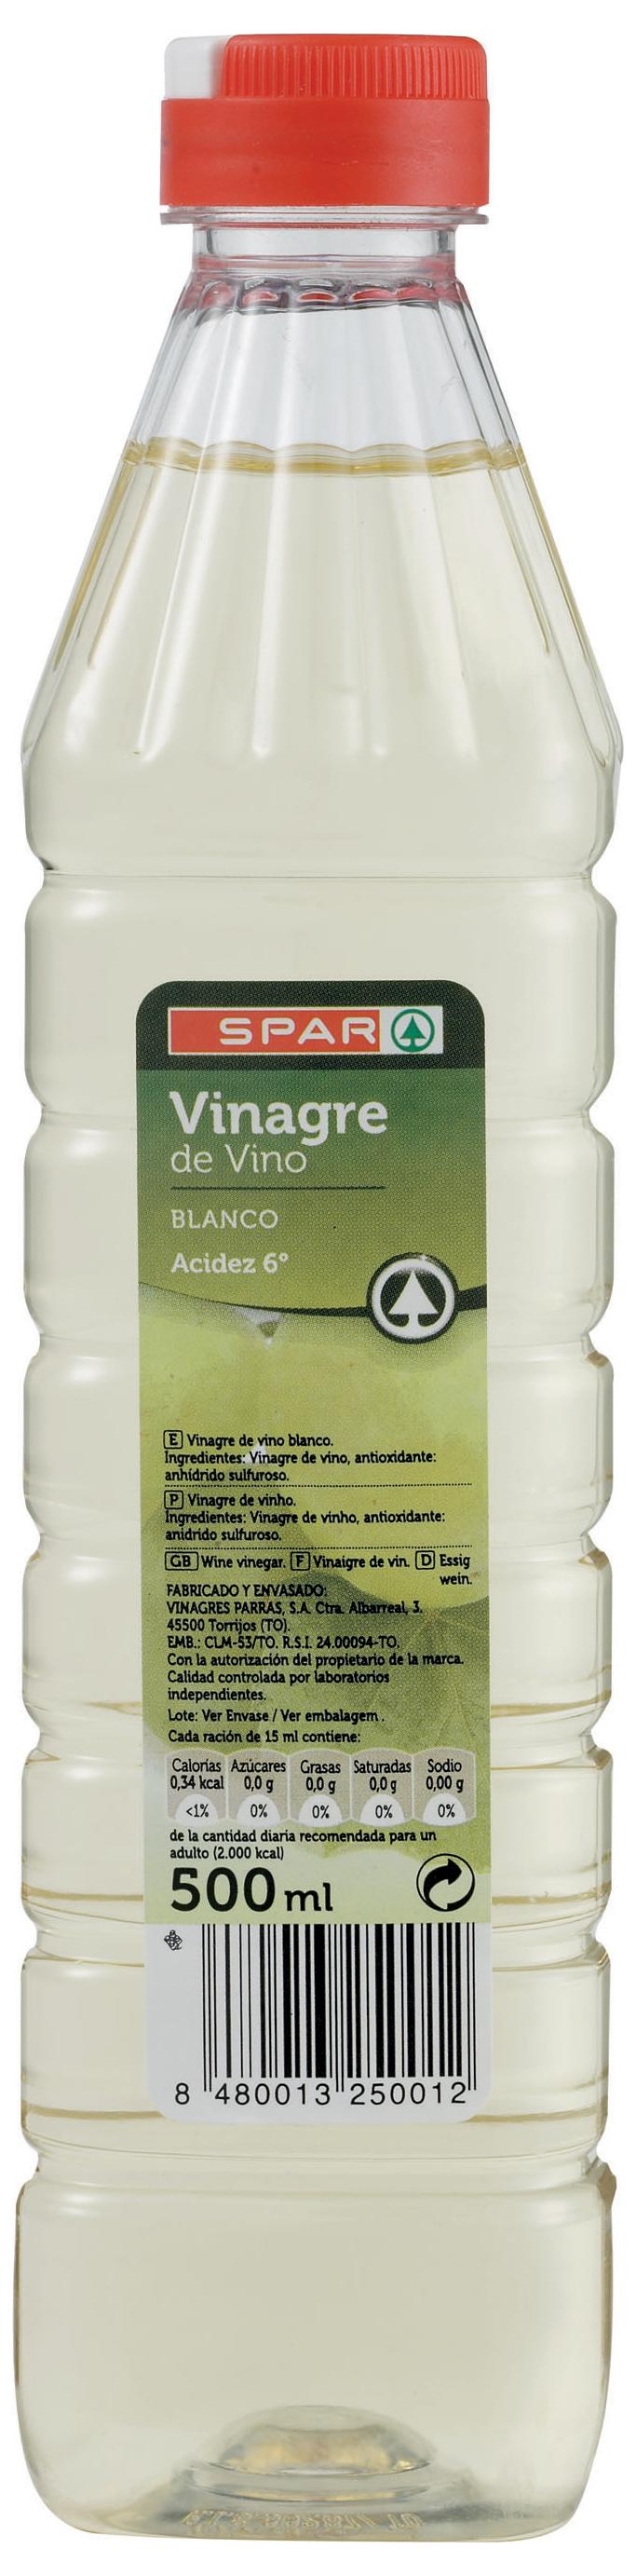 SPAR
Vinagre
de Vino
BLANCO
Acidez 6°
E Vinagre de vino blanco.
Ingredientes: Vinagre de vino, antioxidante:
anhídrido sulfuroso.
P Vinagre de vinho.
Ingredientes: Vinagre de vinho, antioxidante:
anidrido sulfuroso.
GB Wine vinegar. F Vinaigre de vin. D Essig
wein.
FABRICADO Y ENVASADO:
VINAGRES PARRAS, S.A. Ctra. Albarreal, 3.
45500 Torrijos (TO).
EMB.: CLM-53/TO. R.S.I. 24.00094-TO.
Con la autorización del propietario de la marca.
Calidad controlada por laboratorios
independientes.
Lote: Ver Envase / Ver embalagem.
Cada ración de 15 ml contiene:
Calorías Azúcares Grasas Saturadas Sodio
0,34 kcal 0,0 g 0,0 g 0,0 g 0,00 g
<1% 0% 0% 0% 0%
de la cantidad diaria recomendada para un
adulto (2.000 kcal)
500 ml
8 480013 250012